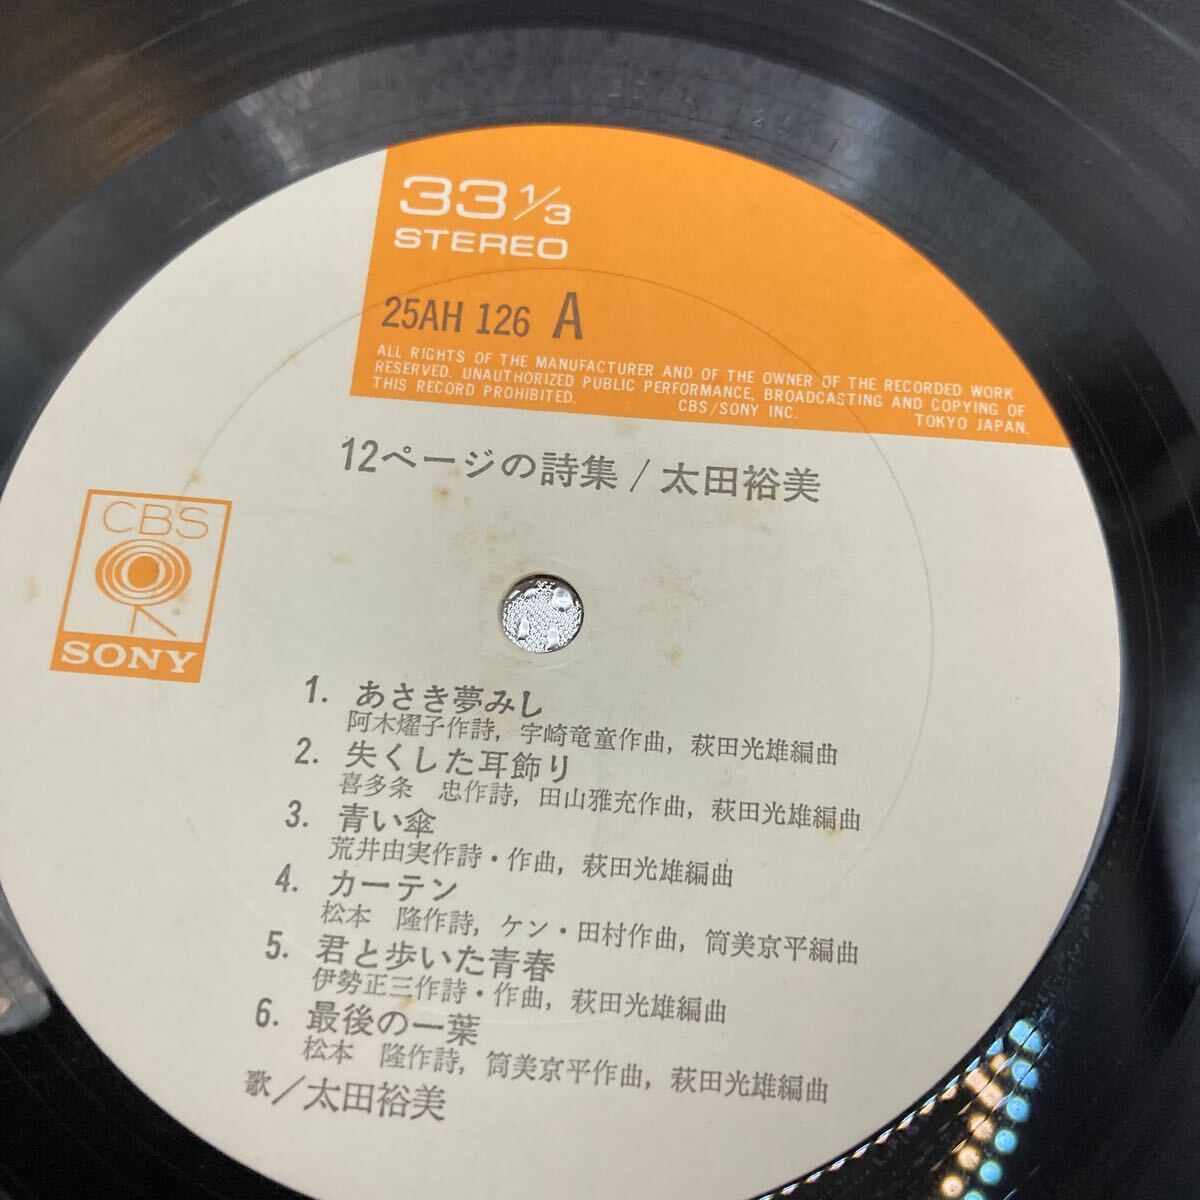 33 1/3
STEREO
25AH 126 A
ALL RIGHTS OF THE MANUFACTURER AND OF THE OWNER OF THE RECORDED WORK
RESERVED. UNAUTHORIZED PUBLIC PERFORMANCE, BROADCASTING AND COPYING OF
THIS RECORD PROHIBITED. CBS/SONY INC. TOKYO JAPAN.
12ページの詩集/太田裕美
CBS
SONY
1. あさき夢みし
阿木燿子作詩, 宇崎竜童作曲, 萩田光雄編曲
2. 失くした耳飾り
喜多条 忠作詩, 田山雅充作曲, 萩田光雄編曲
3. 青い傘
荒井由実作詩・作曲, 萩田光雄編曲
4. カーテン
松本 隆作詩, ケン・田村作曲, 筒美京平編曲
5. 君と歩いた青春
伊勢正三作詩・作曲, 萩田光雄編曲
6. 最後の一葉
松本 隆作詩, 筒美京平作曲, 萩田光雄編曲
歌/太田裕美